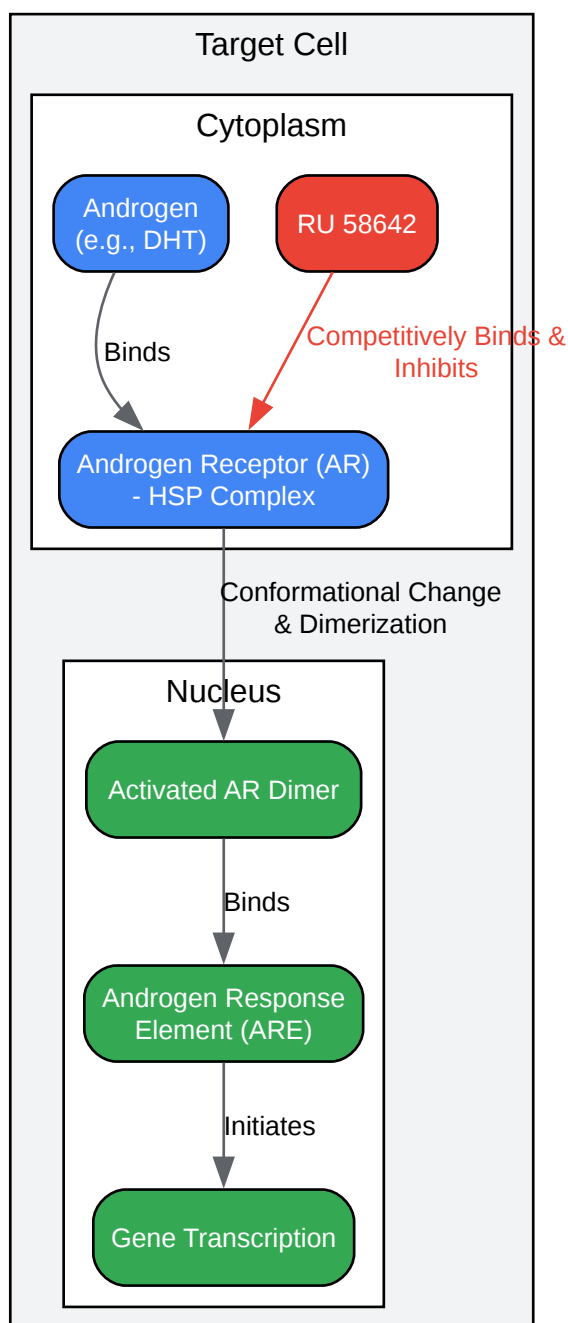 Target Cell
Cytoplasm
Androgen
(e.g., DHT)
RU 58642
Binds
Competitively Binds &
Inhibits
Androgen Receptor (AR)
- HSP Complex
Conformational Change
& Dimerization
Nucleus
Activated AR Dimer
Binds
Androgen Response
Element (ARE)
Initiates
Gene Transcription